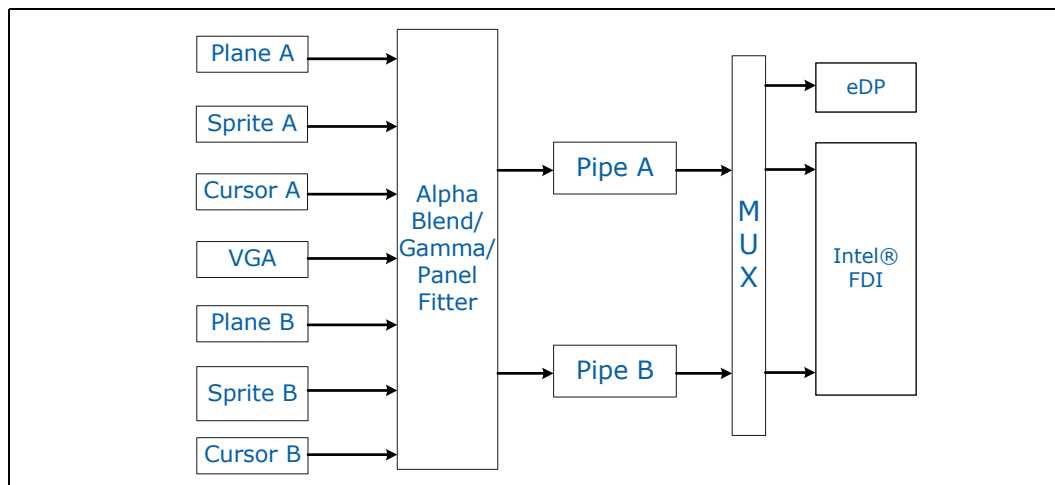 Plane A
Sprite A
Cursor A
VGA
Plane B
Sprite B
Cursor B
Alpha
Blend/
Gamma/
Panel
Fitter
Pipe A
Pipe B
M
U
X
eDP
Intel®
FDI